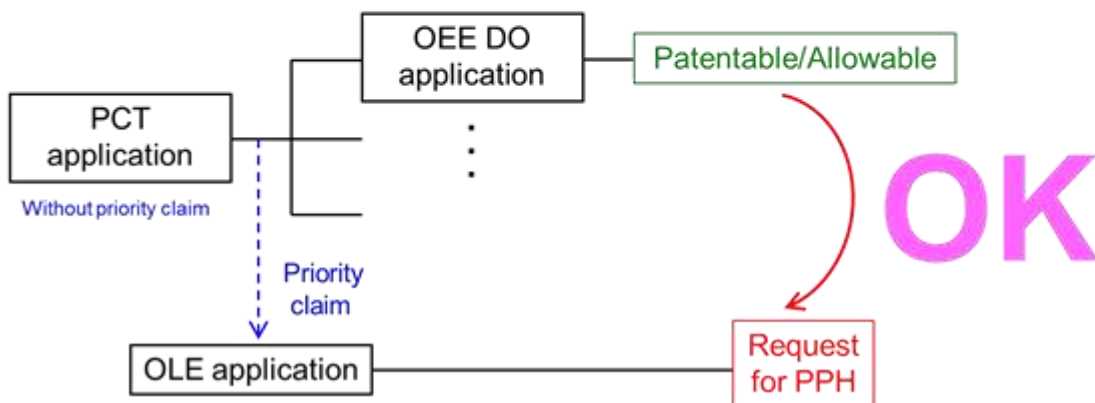 OEE DO
application
Patentable/Allowable
PCT
application
Without priority claim
OK
Priority
claim
OLE application
Request
for PPH